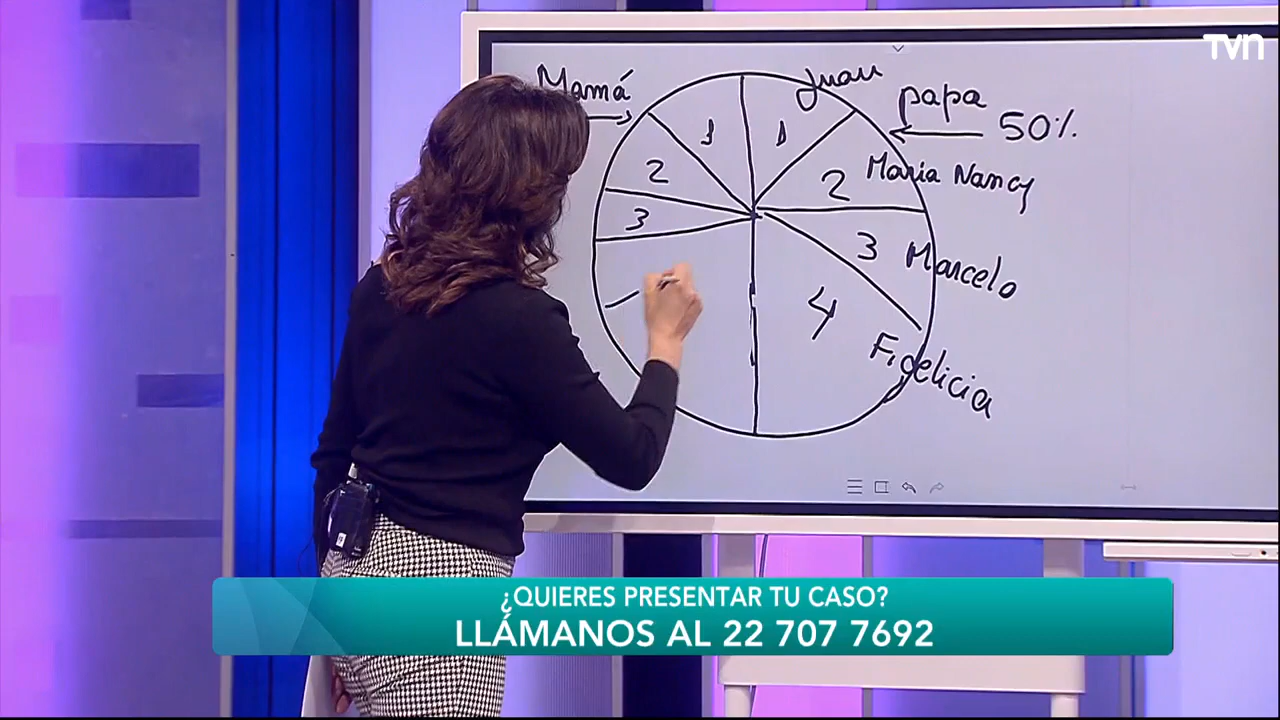 TVN
Mamá
Juan
papa
50%
1
1
2
2
Maria Nancy
3
3
Marcelo
4
Fidelicia
¿QUIERES PRESENTAR TU CASO?
LLÁMANOS AL 22 707 7692